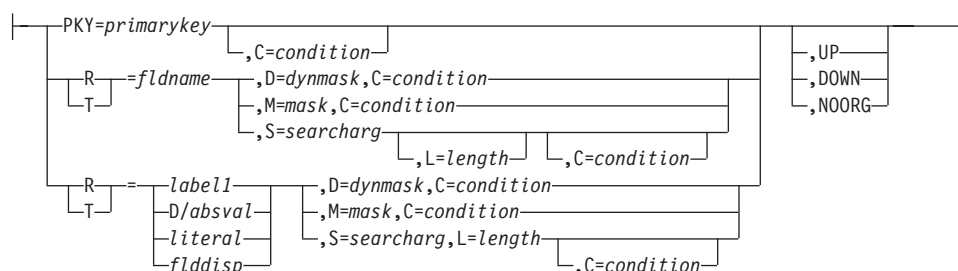 PKY=primarykey
,C=condition
,UP
R =fldname ,D=dynmask,C=condition ,DOWN
T ,M=mask,C=condition ,NOORG
,S=searcharg
,L=length ,C=condition
R = label1 ,D=dynmask,C=condition
T D/absval ,M=mask,C=condition
literal ,S=searcharg,L=length
flddisp ,C=condition